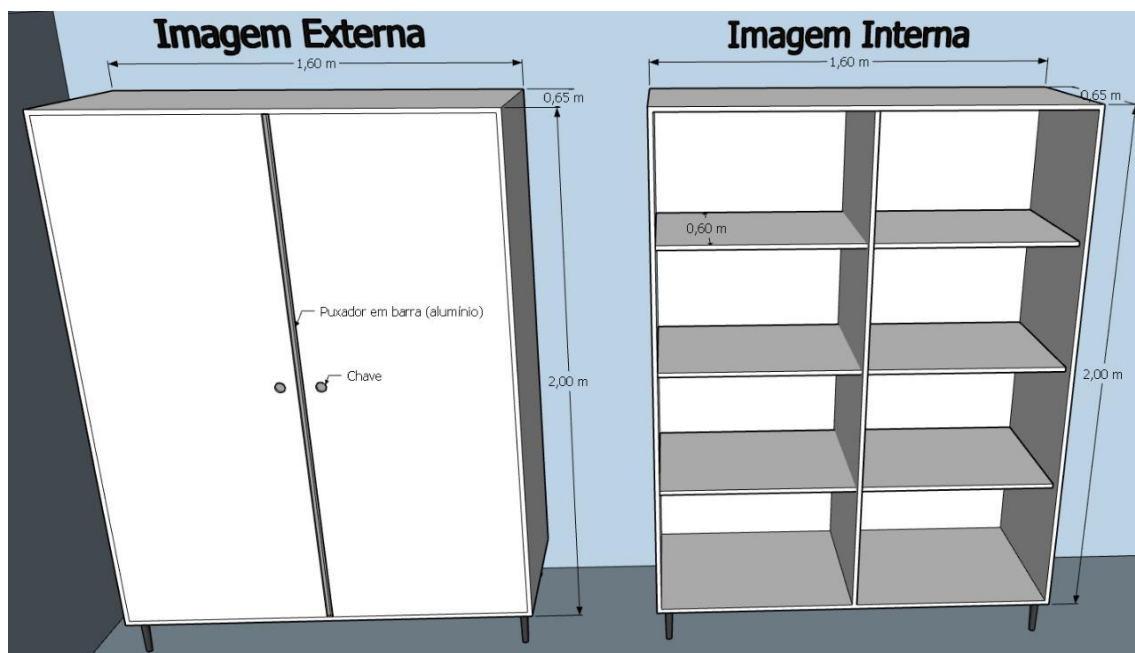 Imagem Externa
1,60 m
0,65 m
Puxador em barra (alumínio)
Chave
2,00 m
Imagem Interna
1,60 m
0,65 m
0,60 m
2,00 m